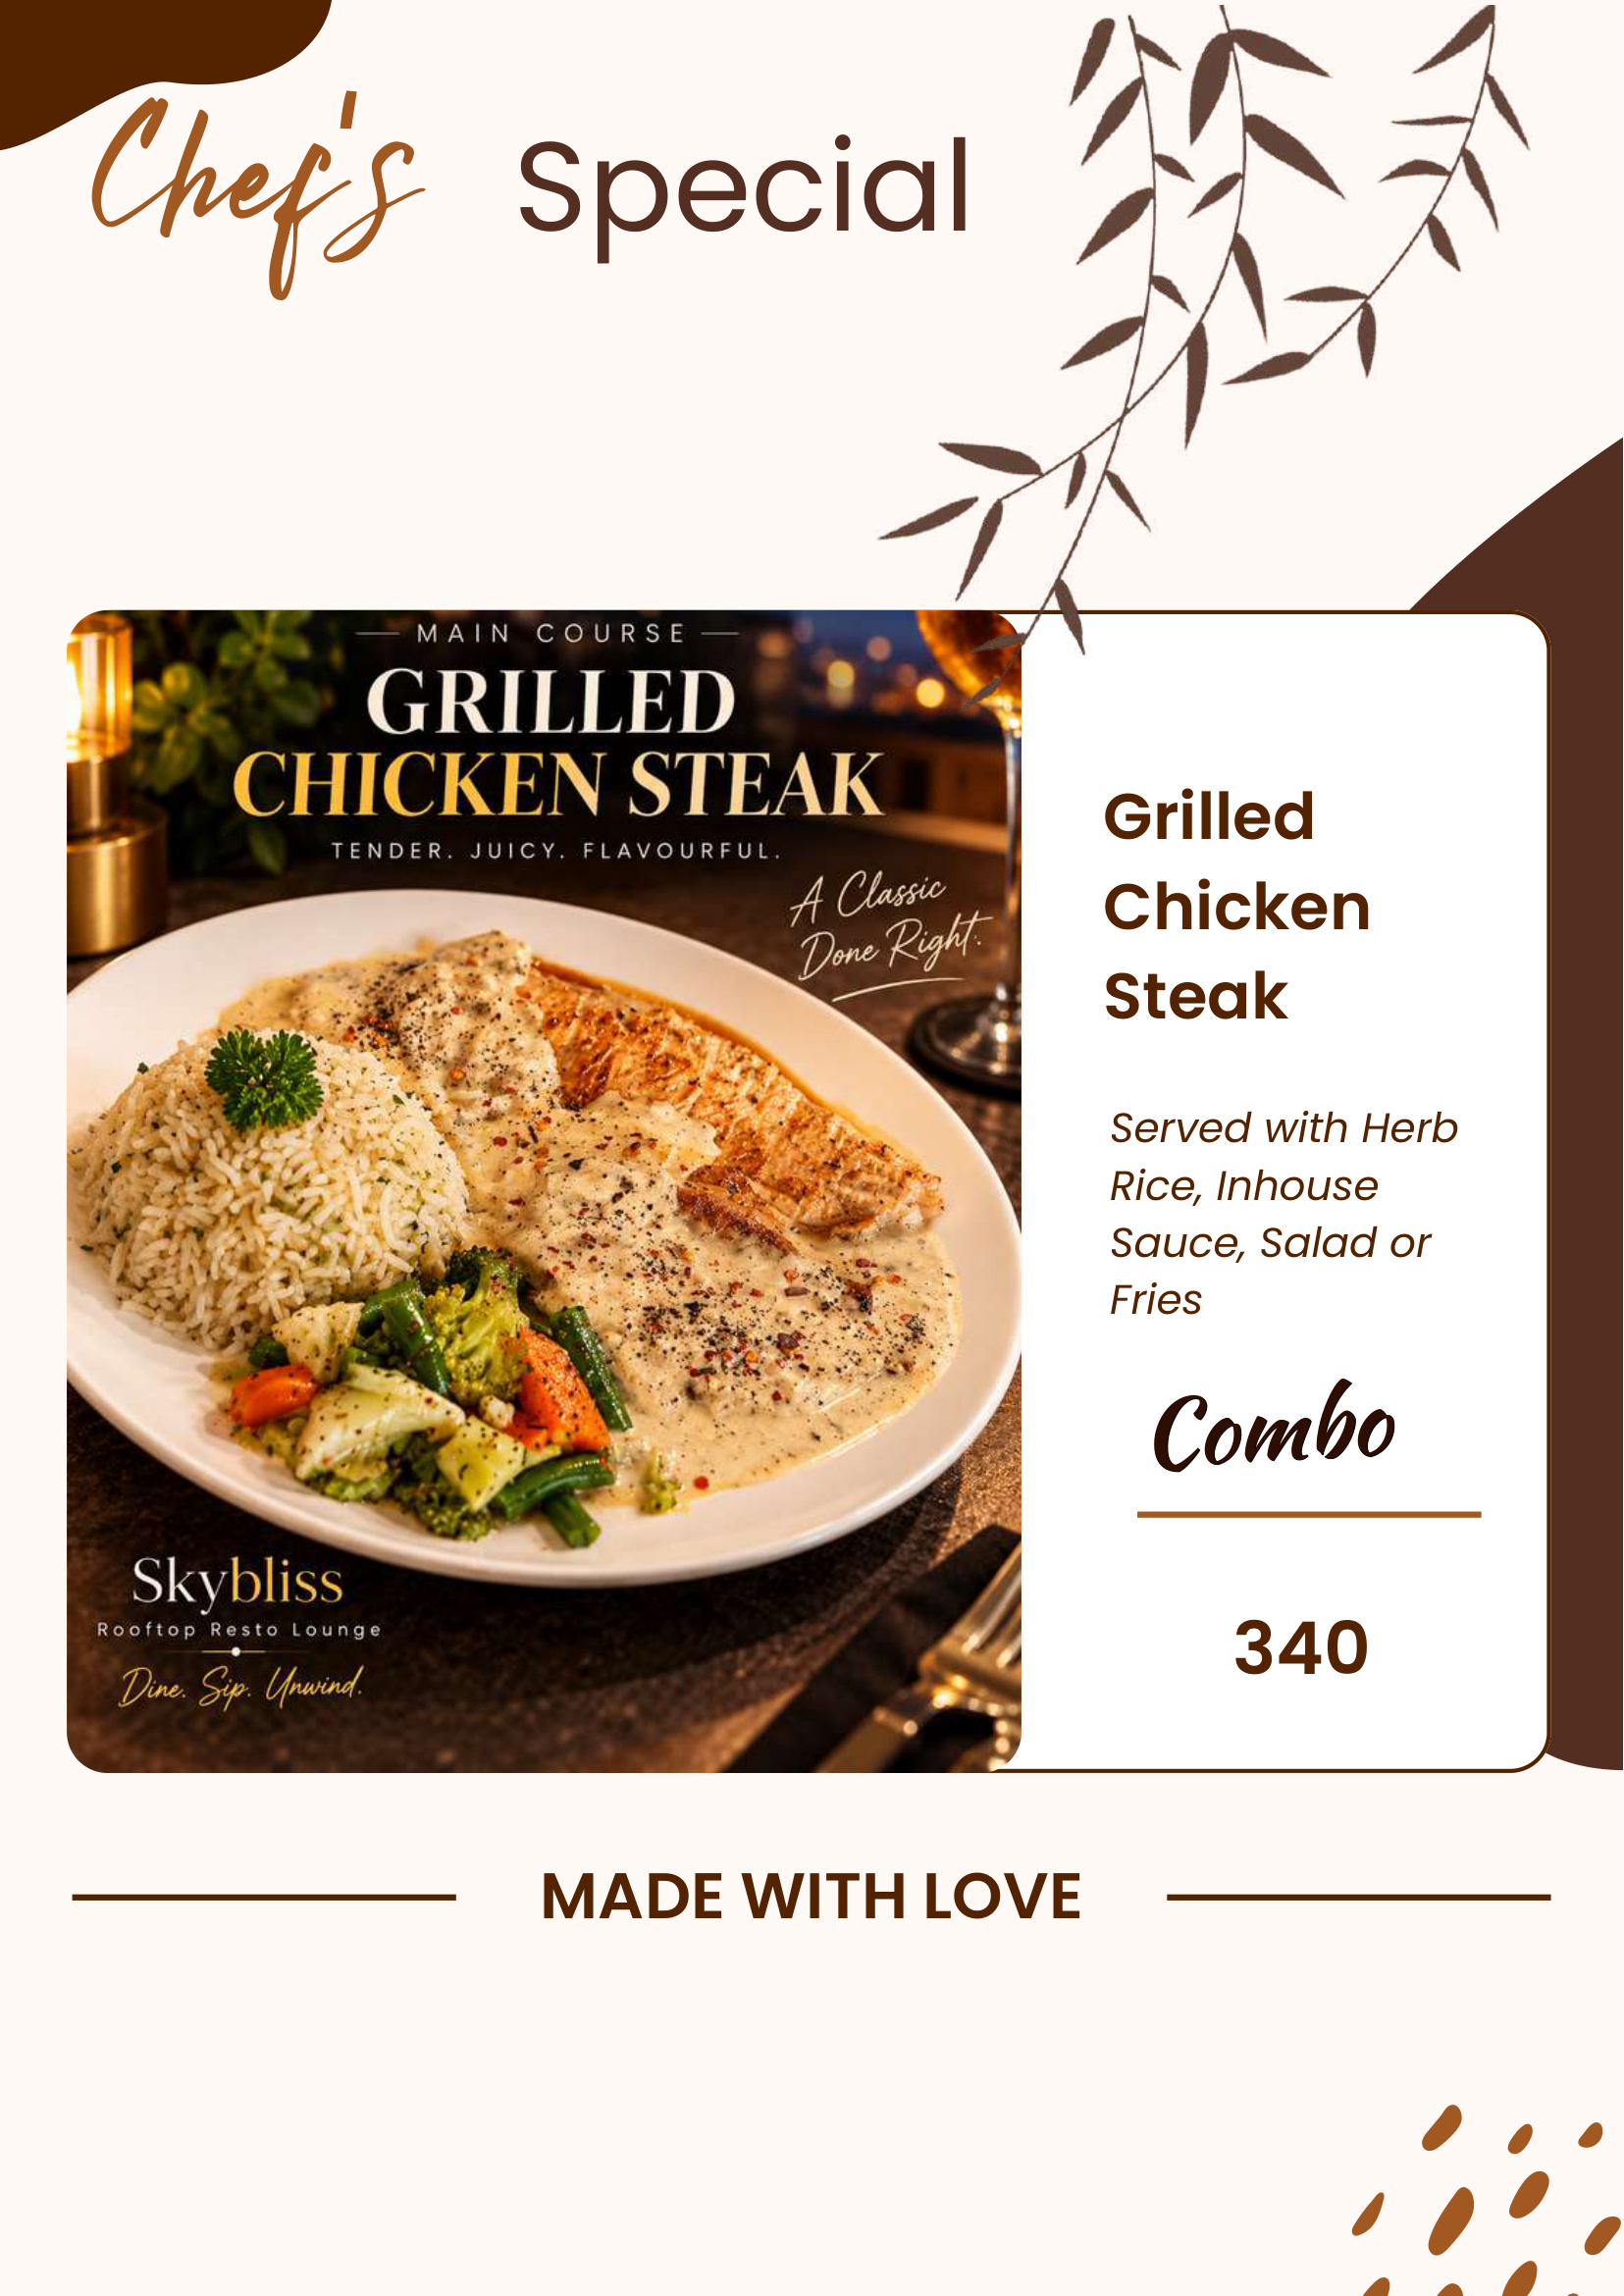 Chef's Special
MAIN COURSE
GRILLED
CHICKEN STEAK
TENDER. JUICY. FLAVOURFUL.
A Classic
Done Right.
Skybliss
Rooftop Resto Lounge
Dine. Sip. Unwind.
Grilled
Chicken
Steak
Served with Herb
Rice, Inhouse
Sauce, Salad or
Fries
Combo
340
MADE WITH LOVE